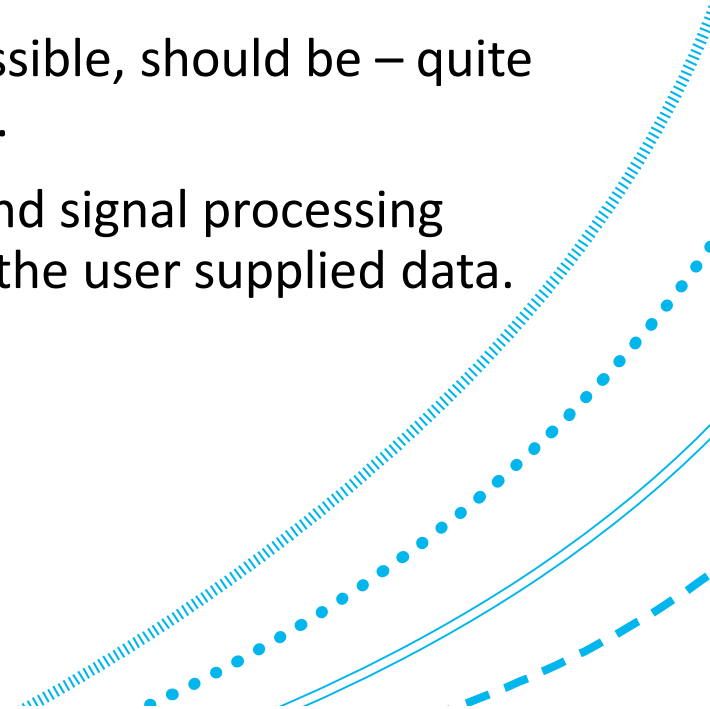 ssible, should be – quite
.
nd signal processing
the user supplied data.